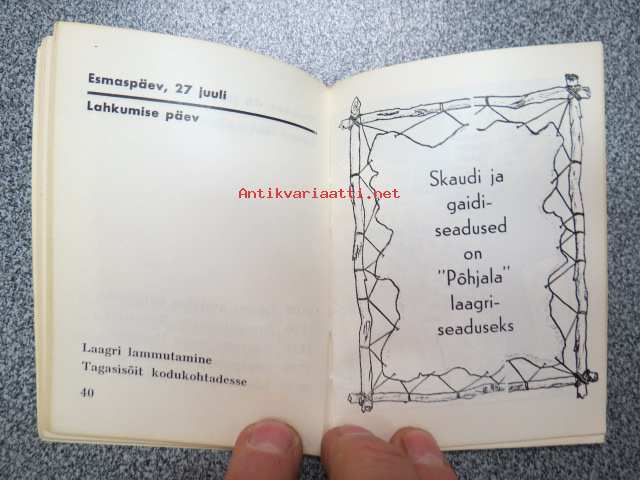 Esmaspäev, 27 juuli
Lahkumise päev
Laagri lammutamine
Tagasisõit kodukohtadesse
40
Antikvariaatti.net
Skaudi ja
gaidi-
seadused
on
"Põhjala"
laagri-
seaduseks